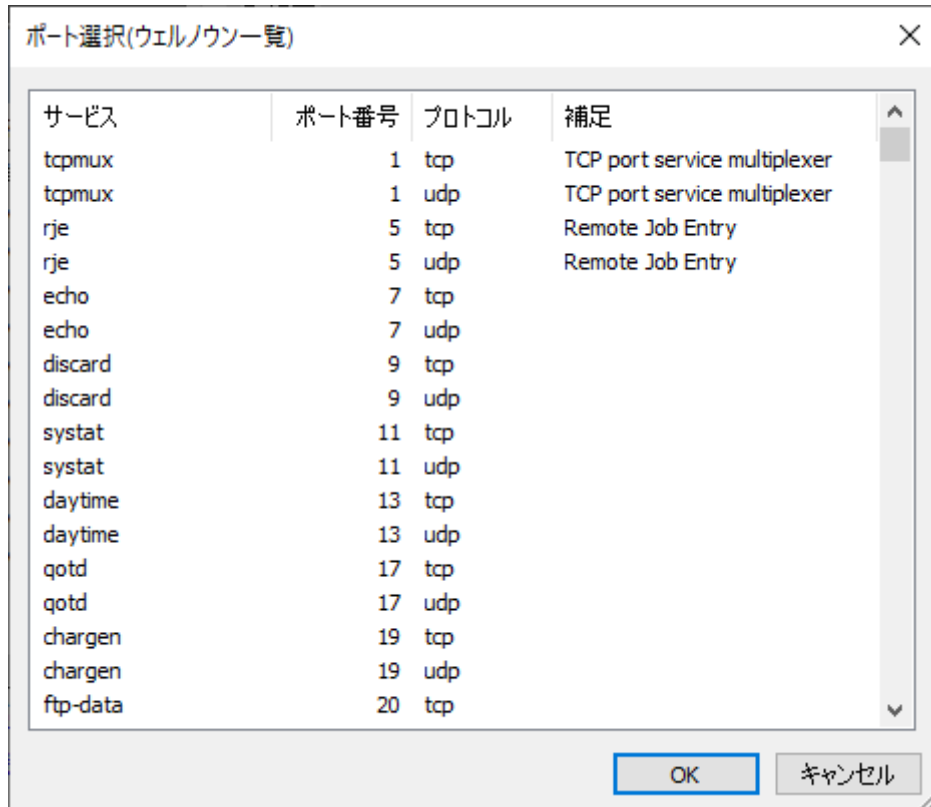 ポート選択(ウェルノウン一覧)
サービス ポート番号 プロトコル 補足
tcpmux 1 tcp TCP port service multiplexer
tcpmux 1 udp TCP port service multiplexer
rje 5 tcp Remote Job Entry
rje 5 udp Remote Job Entry
echo 7 tcp
echo 7 udp
discard 9 tcp
discard 9 udp
systat 11 tcp
systat 11 udp
daytime 13 tcp
daytime 13 udp
qotd 17 tcp
qotd 17 udp
chargen 19 tcp
chargen 19 udp
ftp-data 20 tcp
OK キャンセル